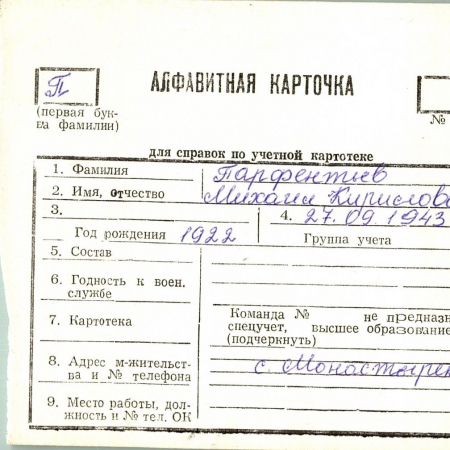 П
АЛФАВИТНАЯ КАРТОЧКА
(первая бук-
ва фамилии)
№
для справок по учетной картотеке
1. Фамилия Парфентьев
2. Имя, отчество Михаил Кирилов
3. 4. 27.09 1943
Год рождения 1922 Группа учета
5. Состав
6. Годность к воен.
службе
7. Картотека
Команда № не предназн
спецучет, высшее образование
(подчеркнуть)
8. Адрес м-жительст-
ва и № телефона
с. Монастырен
9. Место работы, дол-
жность и № тел. ОК